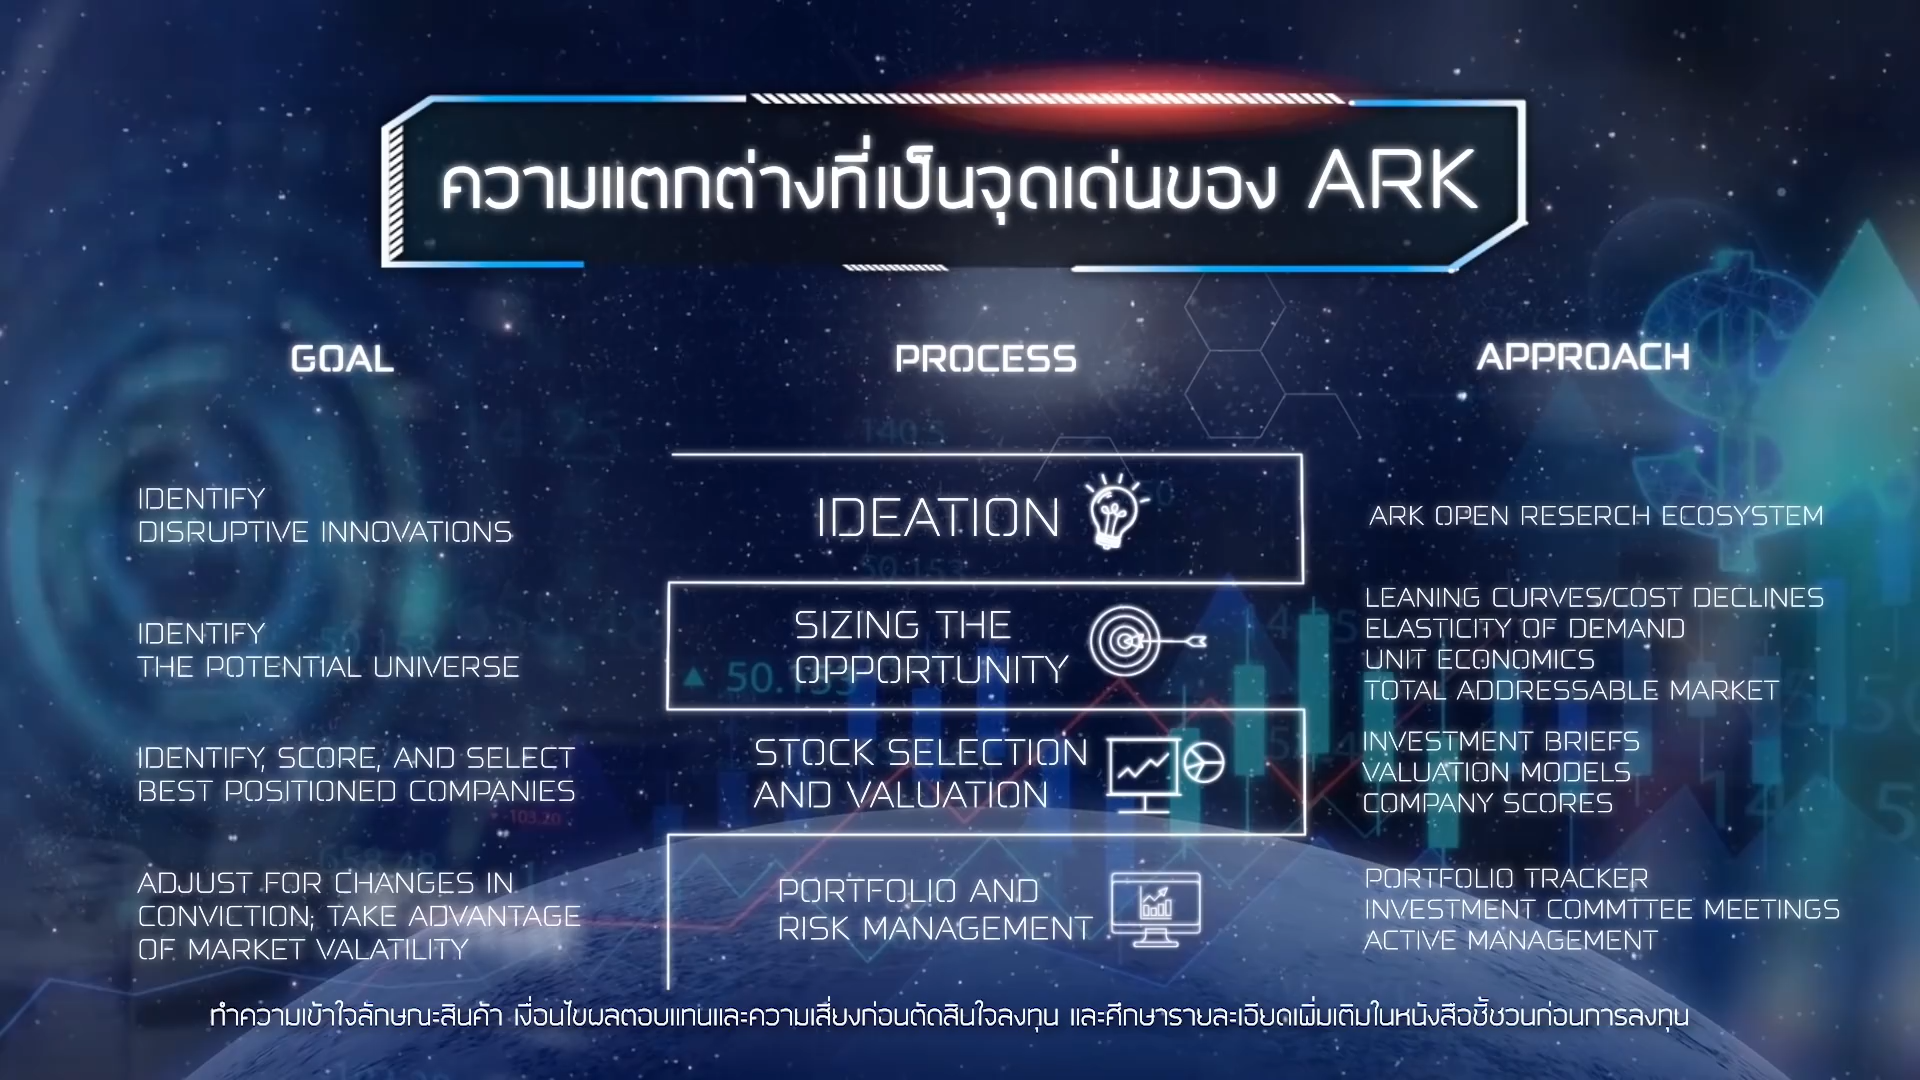 ความแตกต่างที่เป็นจุดเด่นของ ARK
GOAL
PROCESS
APPROACH
IDENTIFY
DISRUPTIVE INNOVATIONS
IDEATION
ARK OPEN RESERCH ECOSYSTEM
IDENTIFY
THE POTENTIAL UNIVERSE
SIZING THE
OPPORTUNITY
LEANING CURVES/COST DECLINES
ELASTICITY OF DEMAND
UNIT ECONOMICS
TOTAL ADDRESSABLE MARKET
IDENTIFY, SCORE, AND SELECT
BEST POSITIONED COMPANIES
STOCK SELECTION
AND VALUATION
INVESTMENT BRIEFS
VALUATION MODELS
COMPANY SCORES
ADJUST FOR CHANGES IN
CONVICTION; TAKE ADVANTAGE
OF MARKET VALATILITY
PORTFOLIO AND
RISK MANAGEMENT
PORTFOLIO TRACKER
INVESTMENT COMMTTEE MEETINGS
ACTIVE MANAGEMENT
ทำความเข้าใจลักษณะสินค้า เงื่อนไขผลตอบแทนและความเสี่ยงก่อนตัดสินใจลงทุน และศึกษารายละเอียดเพิ่มเติมในหนังสือชี้ชวนก่อนการลงทุน